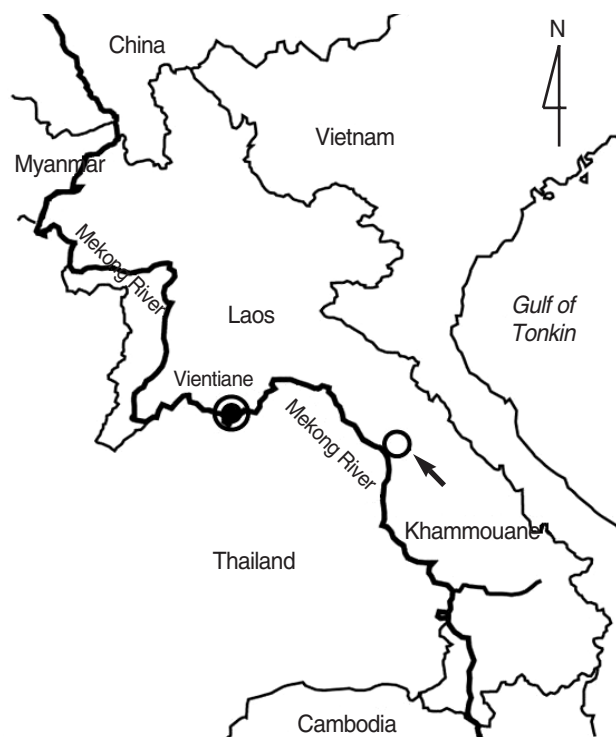 China
N
Vietnam
Myanmar
Mekong River
Gulf of
Tonkin
Laos
Vientiane
Mekong River
Khammouane
Thailand
Cambodia